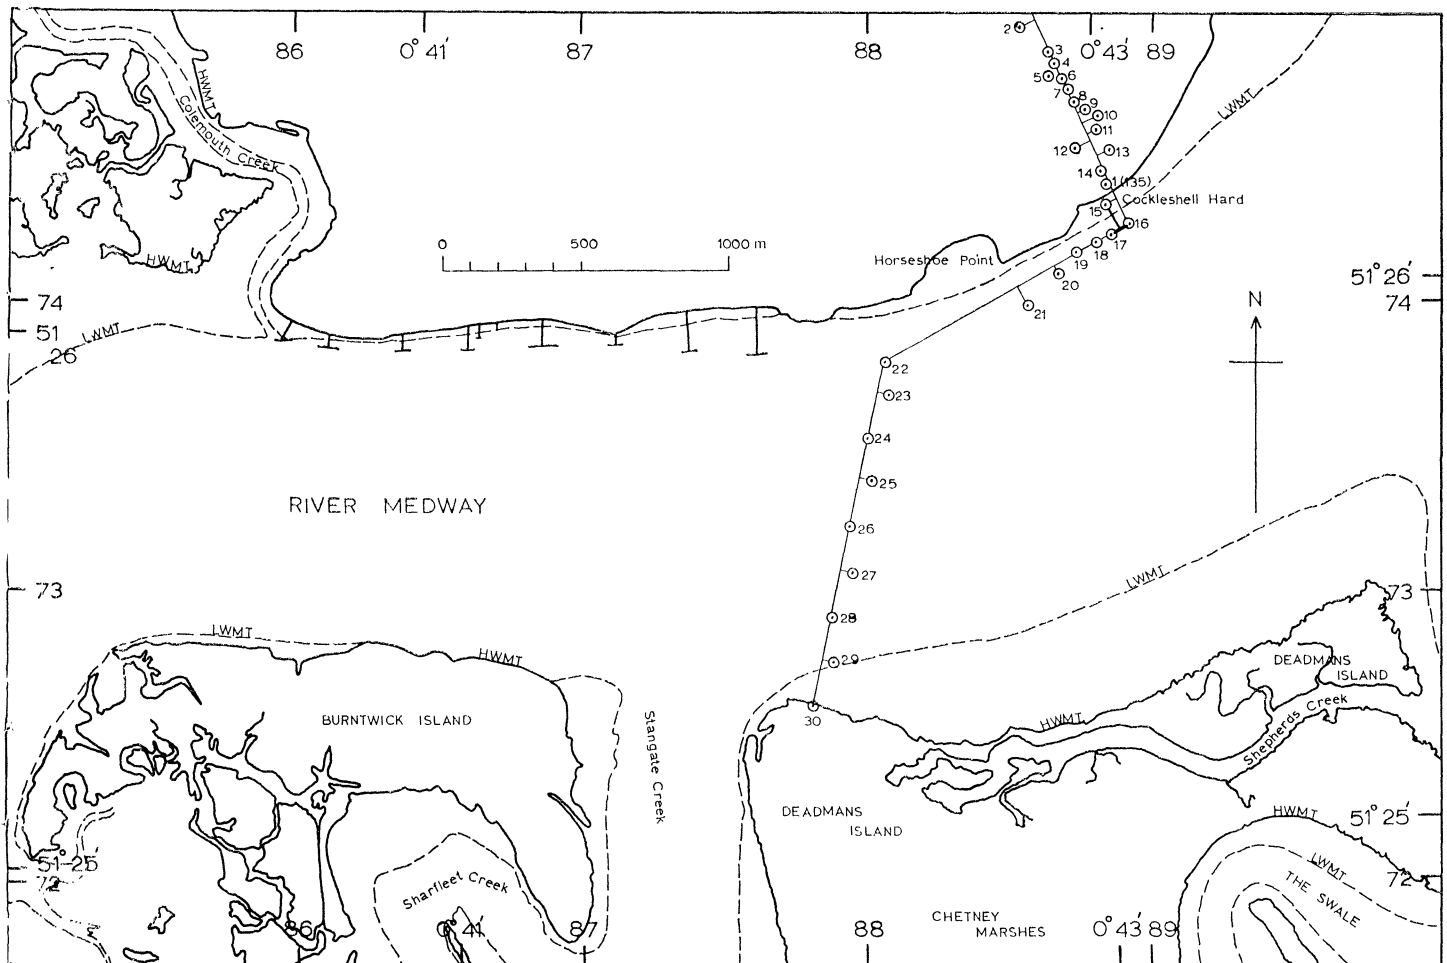 86
0° 41′
87
88
0° 43′
89
2
3
4
5
6
7
8
9
10
11
12
13
14
1(135)
HWMT
Colemouth Creek
LWMT
Cockleshell Hard
15
16
17
18
19
20
21
0
500
1000 m
Horseshoe Point
HWMT
51° 26′
74
N
74
51
26
LWMT
22
23
24
25
26
27
28
29
30
RIVER MEDWAY
LWMT
73
73
LWMT
HWMT
DEADMANS
ISLAND
BURNTWICK ISLAND
Stangate Creek
HWMT
Shepherds Creek
DEADMANS
ISLAND
HWMT
51° 25′
51° 25′
72
LWMT
72
Sharfleet Creek
THE SWALE
86
0° 41′
87
88
CHETNEY
MARSHES
0° 43′
89